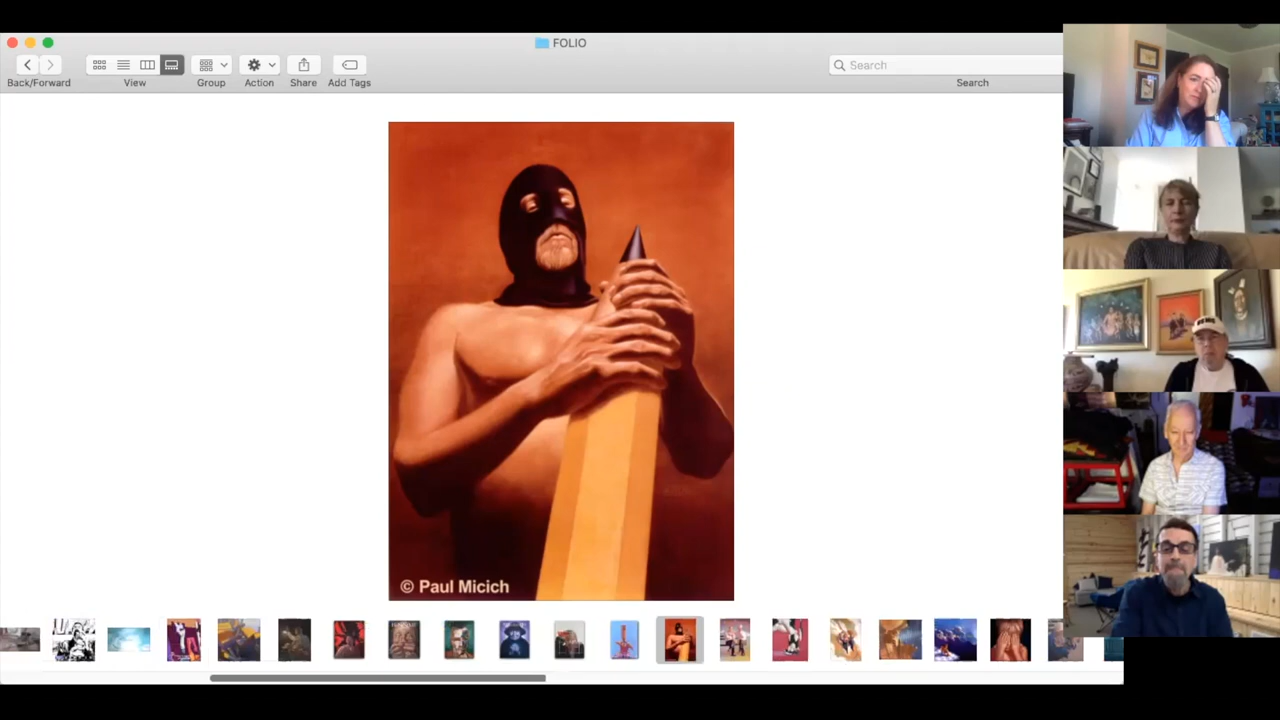 FOLIO
Back/Forward
View
Group
Action
Share
Add Tags
Search
Search
© Paul Micich